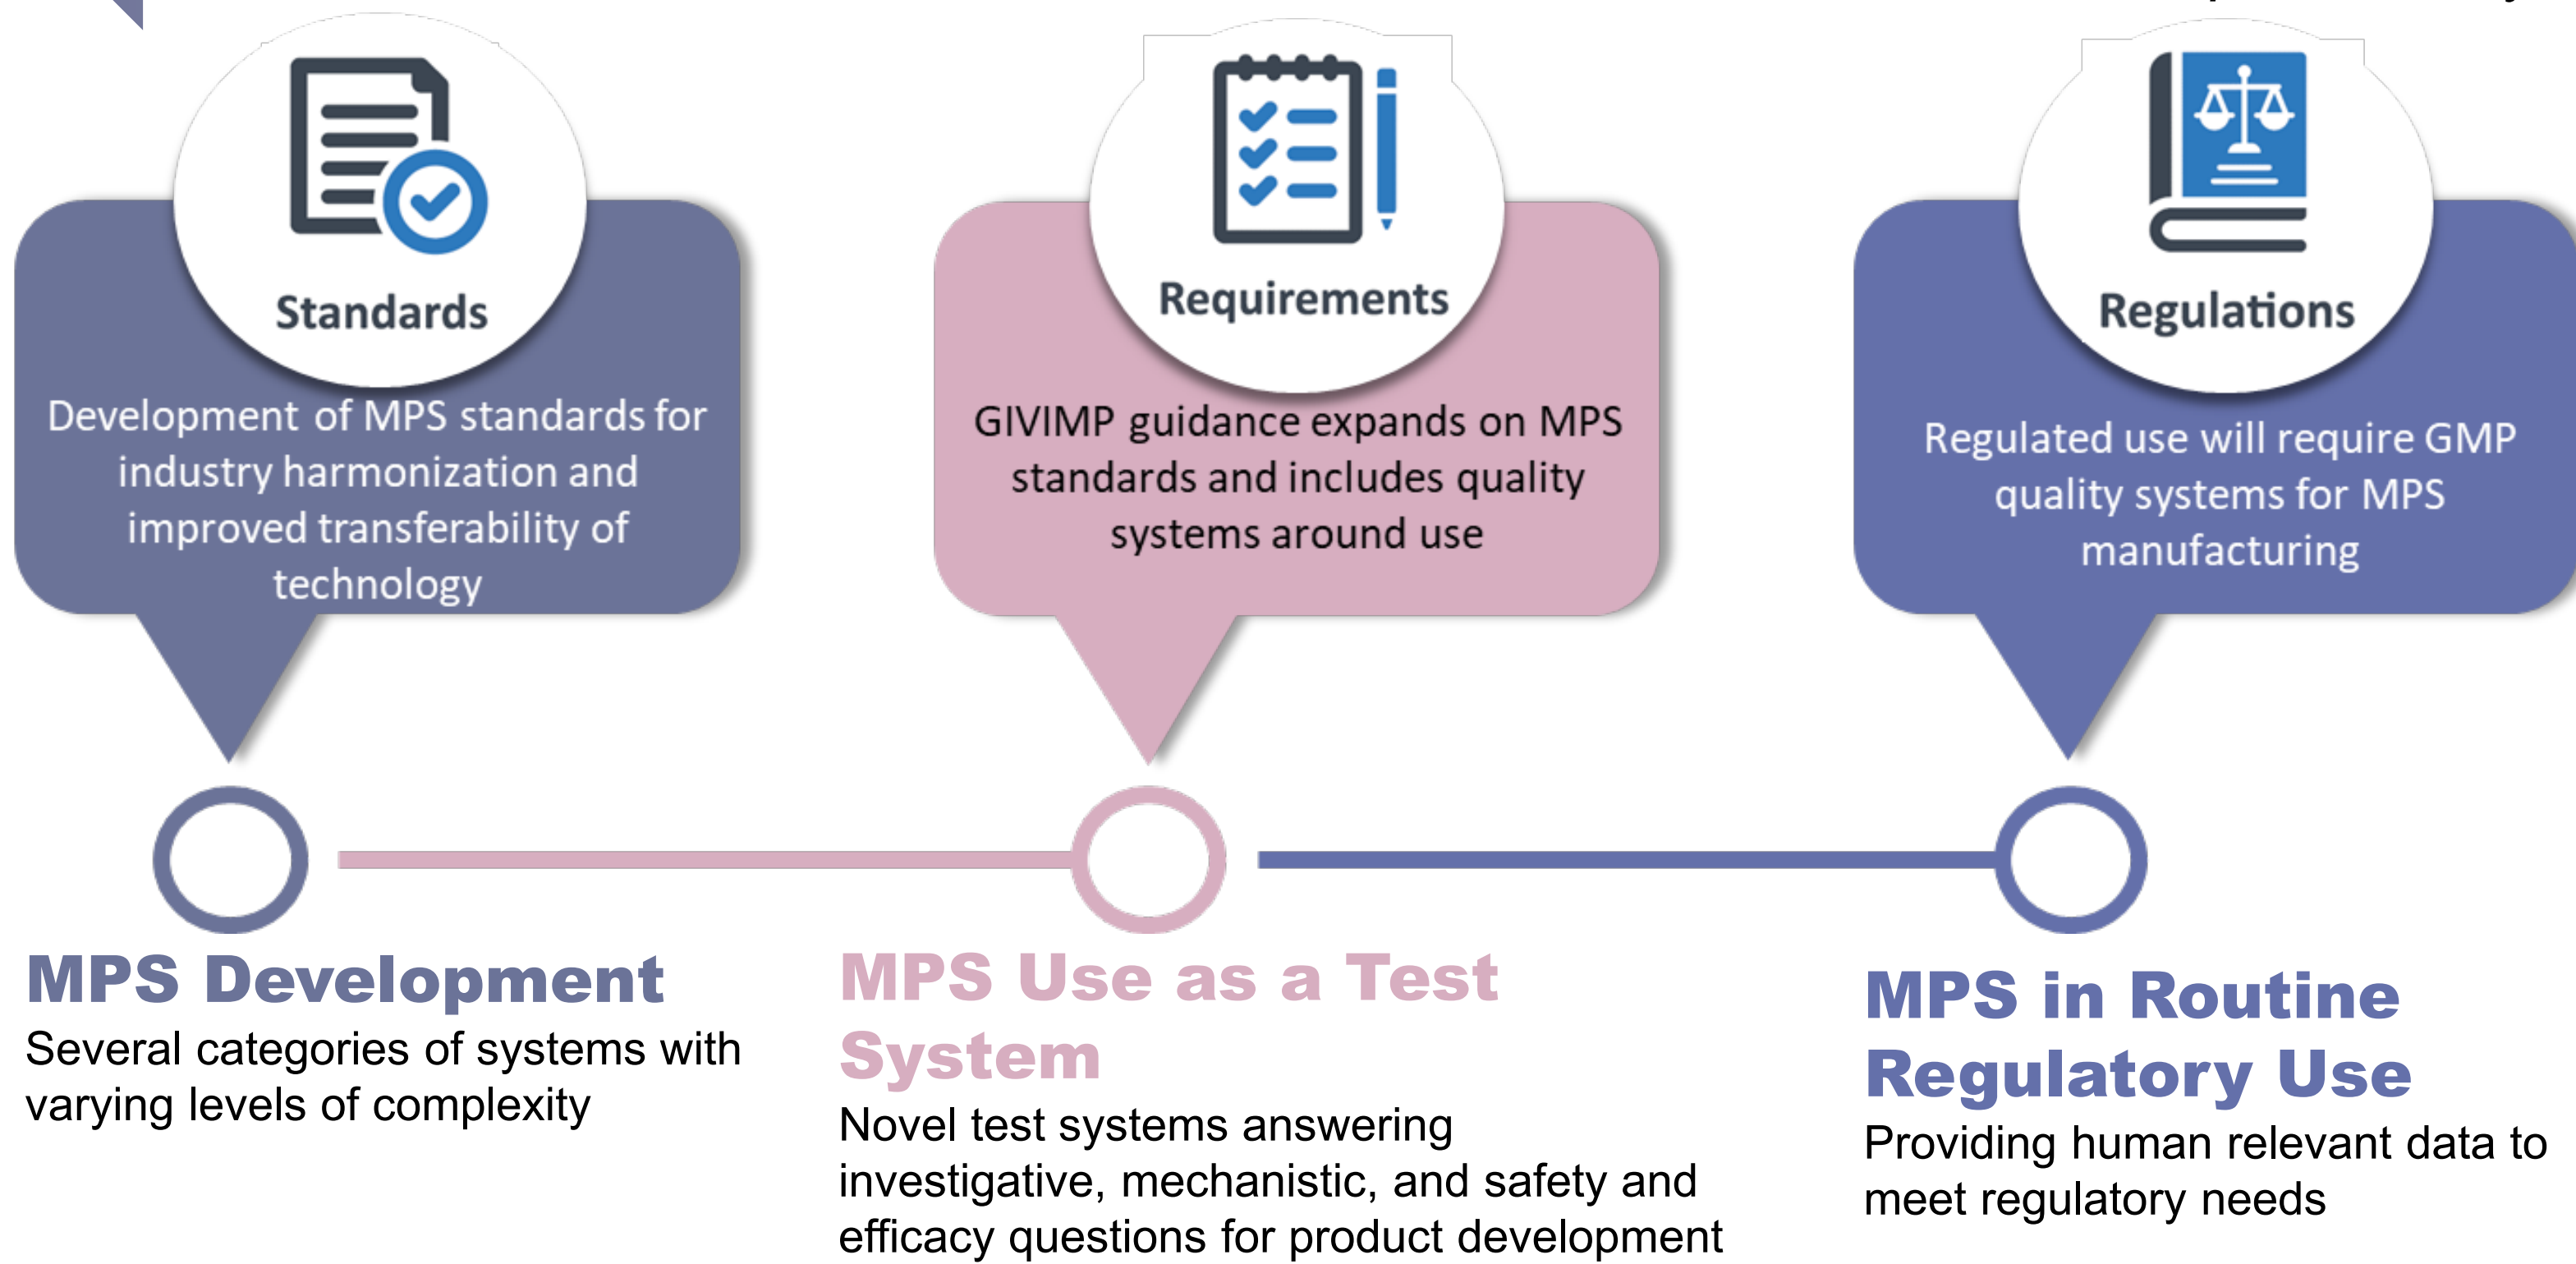 Standards
Development of MPS standards for
industry harmonization and
improved transferability of
technology
Requirements
GIVIMP guidance expands on MPS
standards and includes quality
systems around use
Regulations
Regulated use will require GMP
quality systems for MPS
manufacturing
MPS Development
Several categories of systems with
varying levels of complexity
MPS Use as a Test
System
Novel test systems answering
investigative, mechanistic, and safety and
efficacy questions for product development
MPS in Routine
Regulatory Use
Providing human relevant data to
meet regulatory needs